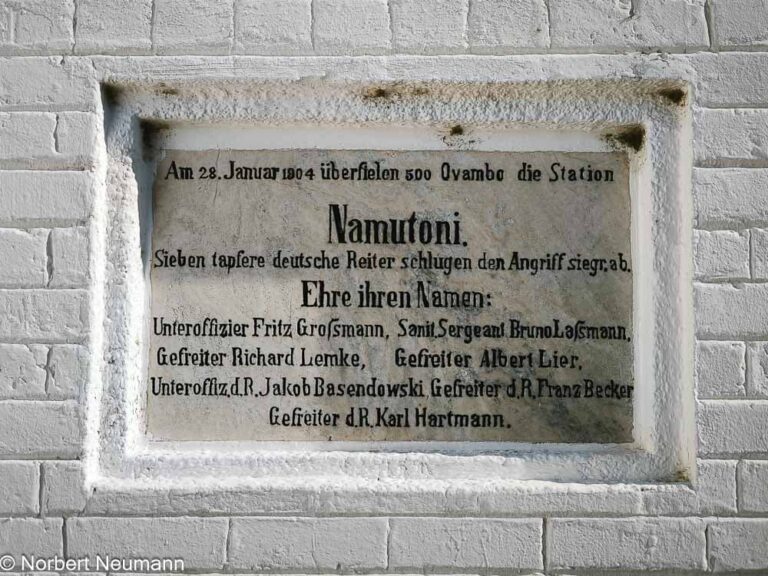 Am 28. Januar 1904 überfielen 500 Ovambo die Station
Namutoni.
Sieben tapfere deutsche Reiter schlugen den Angriff siegr. ab.
Ehre ihren Namen:
Unteroffizier Fritz Großmann, Sanit. Sergeant Bruno Laßmann,
Gefreiter Richard Lemke, Gefreiter Albert Lier,
Unteroffiz. d. R. Jakob Basendowski, Gefreiter d. R. Franz Becker
Gefreiter d. R. Karl Hartmann.
© Norbert Neumann